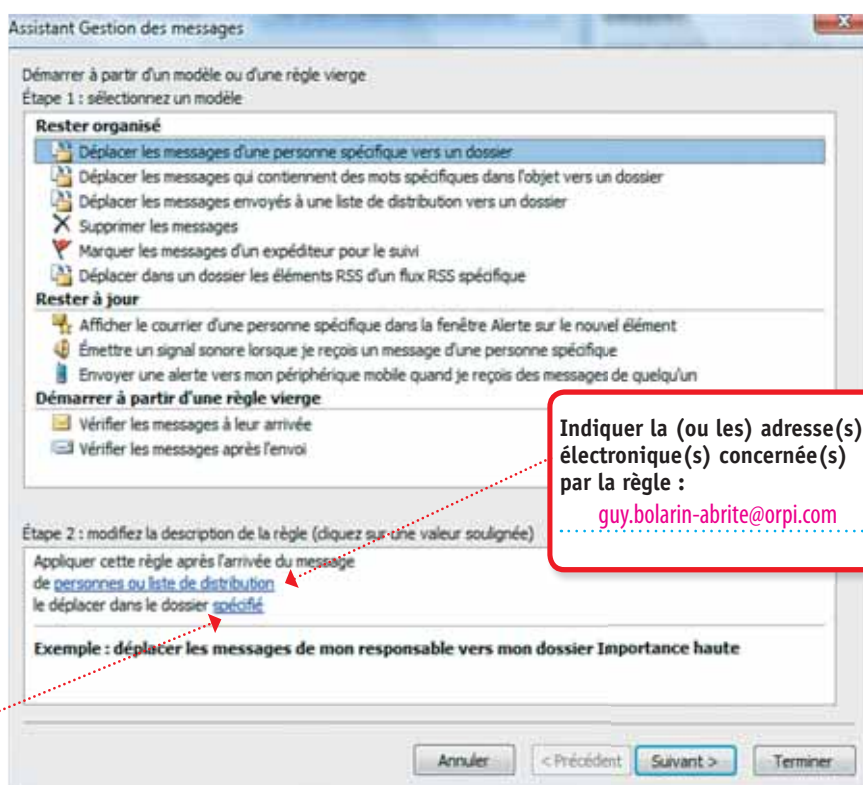 Assistant Gestion des messages
Démarrer à partir d'un modèle ou d'une règle vierge
Étape 1 : sélectionnez un modèle
Rester organisé
Déplacer les messages d'une personne spécifique vers un dossier
Déplacer les messages qui contiennent des mots spécifiques dans l'objet vers un dossier
Déplacer les messages envoyés à une liste de distribution vers un dossier
Supprimer les messages
Marquer les messages d'un expéditeur pour le suivi
Déplacer dans un dossier les éléments RSS d'un flux RSS spécifique
Rester à jour
Afficher le courrier d'une personne spécifique dans la fenêtre Alerte sur le nouvel élément
Émettre un signal sonore lorsque je reçois un message d'une personne spécifique
Envoyer une alerte vers mon périphérique mobile quand je reçois des messages de quelqu'un
Démarrer à partir d'une règle vierge
Vérifier les messages à leur arrivée
Vérifier les messages après l'envoi
Indiquer la (ou les) adresse(s)
électronique(s) concernée(s)
par la règle :
guy.bolarin-abrite@orpi.com
Étape 2 : modifiez la description de la règle (cliquez sur une valeur soulignée)
Appliquer cette règle après l'arrivée du message
de personnes ou liste de distribution
le déplacer dans le dossier spécifié
Exemple : déplacer les messages de mon responsable vers mon dossier Importance haute
Annuler
< Précédent
Suivant >
Terminer